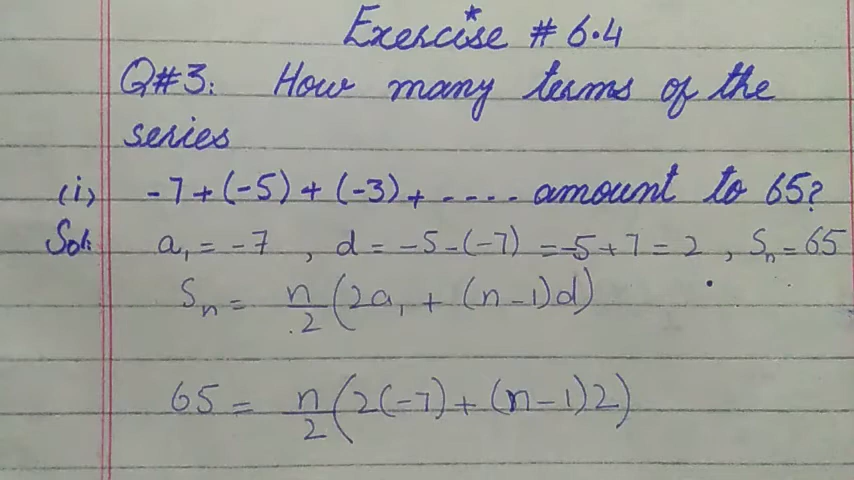 Exercise # 6.4
Q#3: How many terms of the
series
(i) -7+(-5)+(-3)+ ---- amount to 65?
Sol: a₁ = -7 , d = -5-(-7) = -5+7 = 2 , Sₙ = 65
Sₙ = n/2 (2a₁ + (n-1)d)
65 = n/2 (2(-7) + (n-1)2)